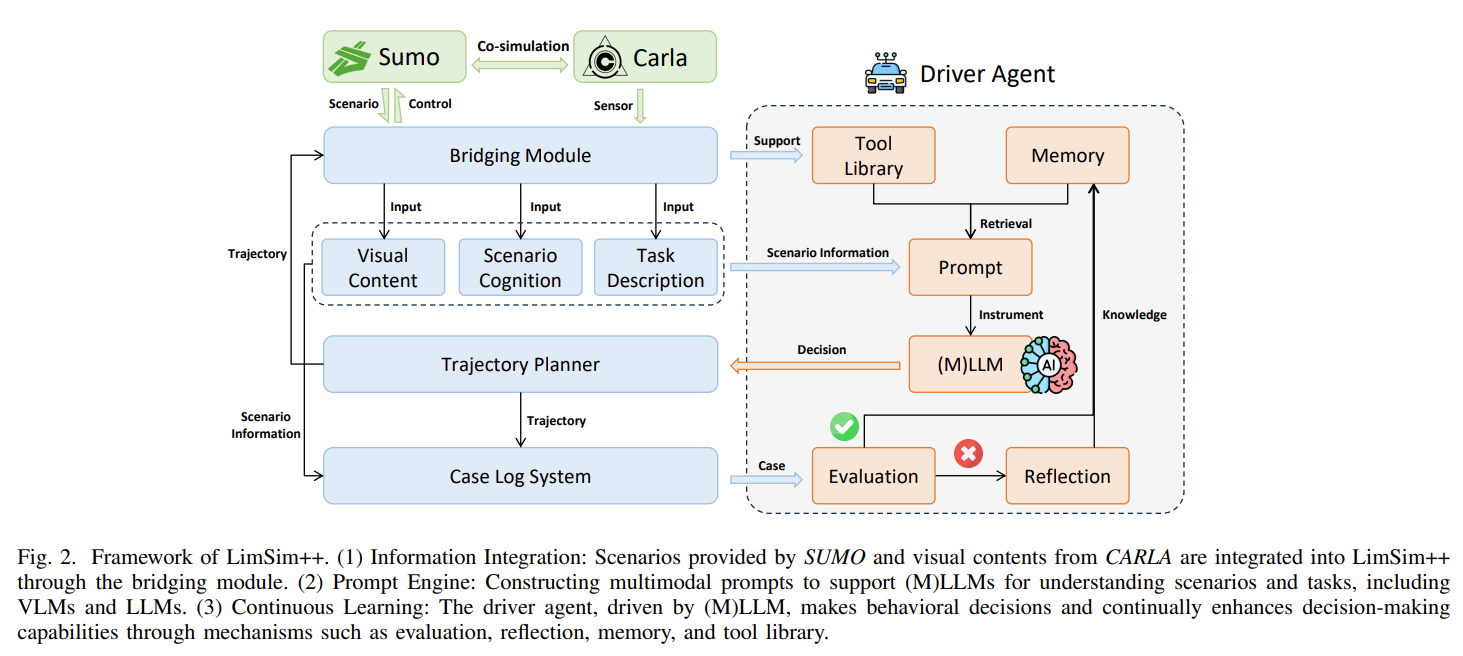 Sumo
Co-simulation
Carla
Driver Agent
Scenario
Control
Sensor
Bridging Module
Support
Tool
Library
Memory
Input
Input
Input
Retrieval
Trajectory
Visual
Content
Scenario
Cognition
Task
Description
Scenario Information
Prompt
Instrument
Knowledge
Trajectory Planner
Decision
(M)LLM
AI
Scenario
Information
Trajectory
Case Log System
Case
Evaluation
Reflection
Fig. 2. Framework of LimSim++. (1) Information Integration: Scenarios provided by SUMO and visual contents from CARLA are integrated into LimSim++
through the bridging module. (2) Prompt Engine: Constructing multimodal prompts to support (M)LLMs for understanding scenarios and tasks, including
VLMs and LLMs. (3) Continuous Learning: The driver agent, driven by (M)LLM, makes behavioral decisions and continually enhances decision-making
capabilities through mechanisms such as evaluation, reflection, memory, and tool library.